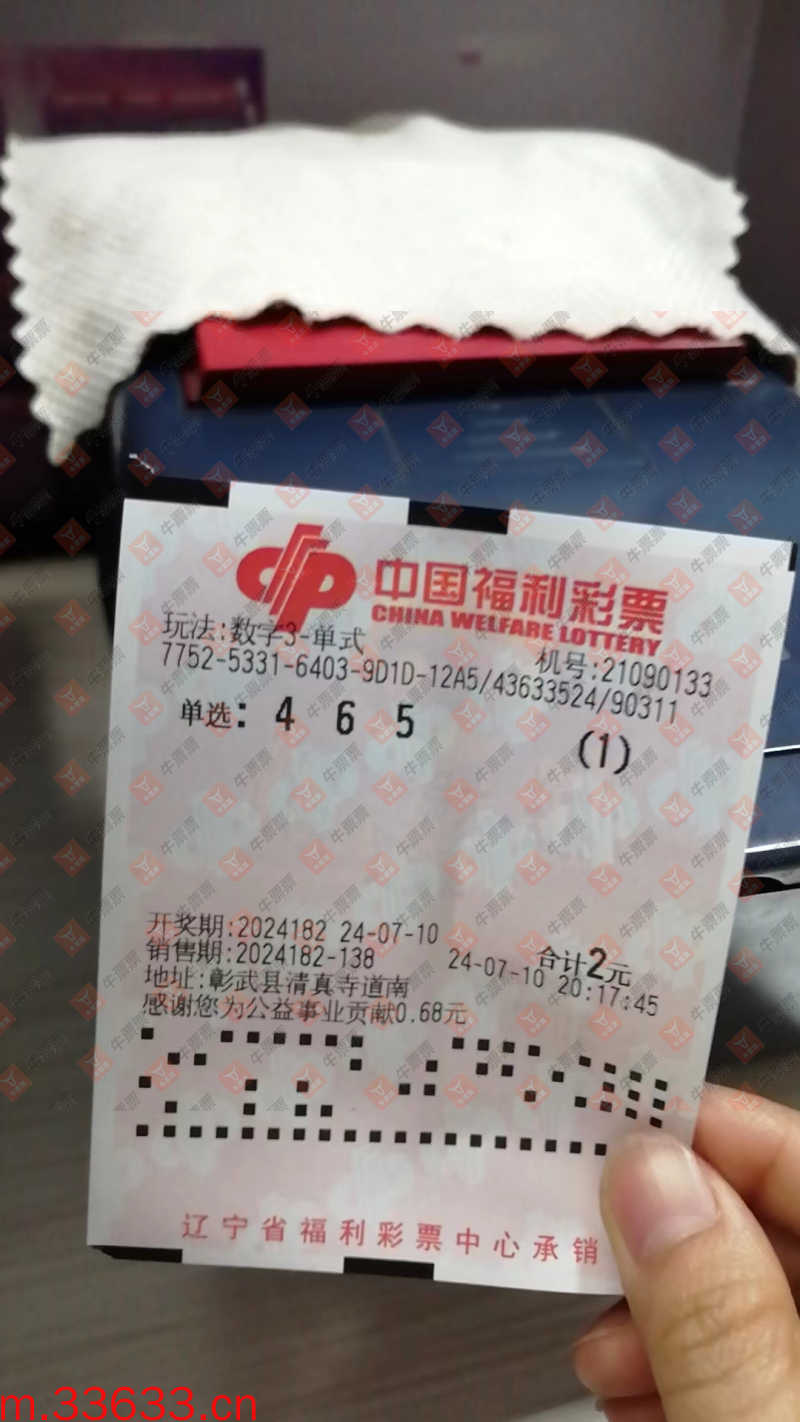 中国福利彩票
CHINA WELFARE LOTTERY
玩法:数字3-单式
机号:21090133
7752-5331-6403-9D1D-12A5/43633524/90311
单选: 4 6 5
(1)
开奖期:2024182 24-07-10
销售期:2024182-138
合计2元
24-07-10 20:17:45
地址:彰武县清真寺道南
感谢您为公益事业贡献0.68元
辽宁省福利彩票中心承销
牛票票
m.33633.cn